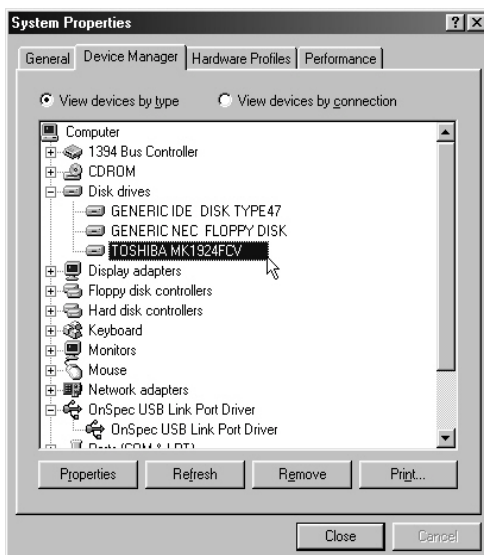 System Properties
General Device Manager Hardware Profiles Performance
View devices by type View devices by connection
Computer
1394 Bus Controller
CDROM
Disk drives
GENERIC IDE DISK TYPE47
GENERIC NEC FLOPPY DISK
TOSHIBA MK1924FCV
Display adapters
Floppy disk controllers
Hard disk controllers
Keyboard
Monitors
Mouse
Network adapters
OnSpec USB Link Port Driver
OnSpec USB Link Port Driver
Ports (COM & LPT)
Properties Refresh Remove Print...
Close Cancel